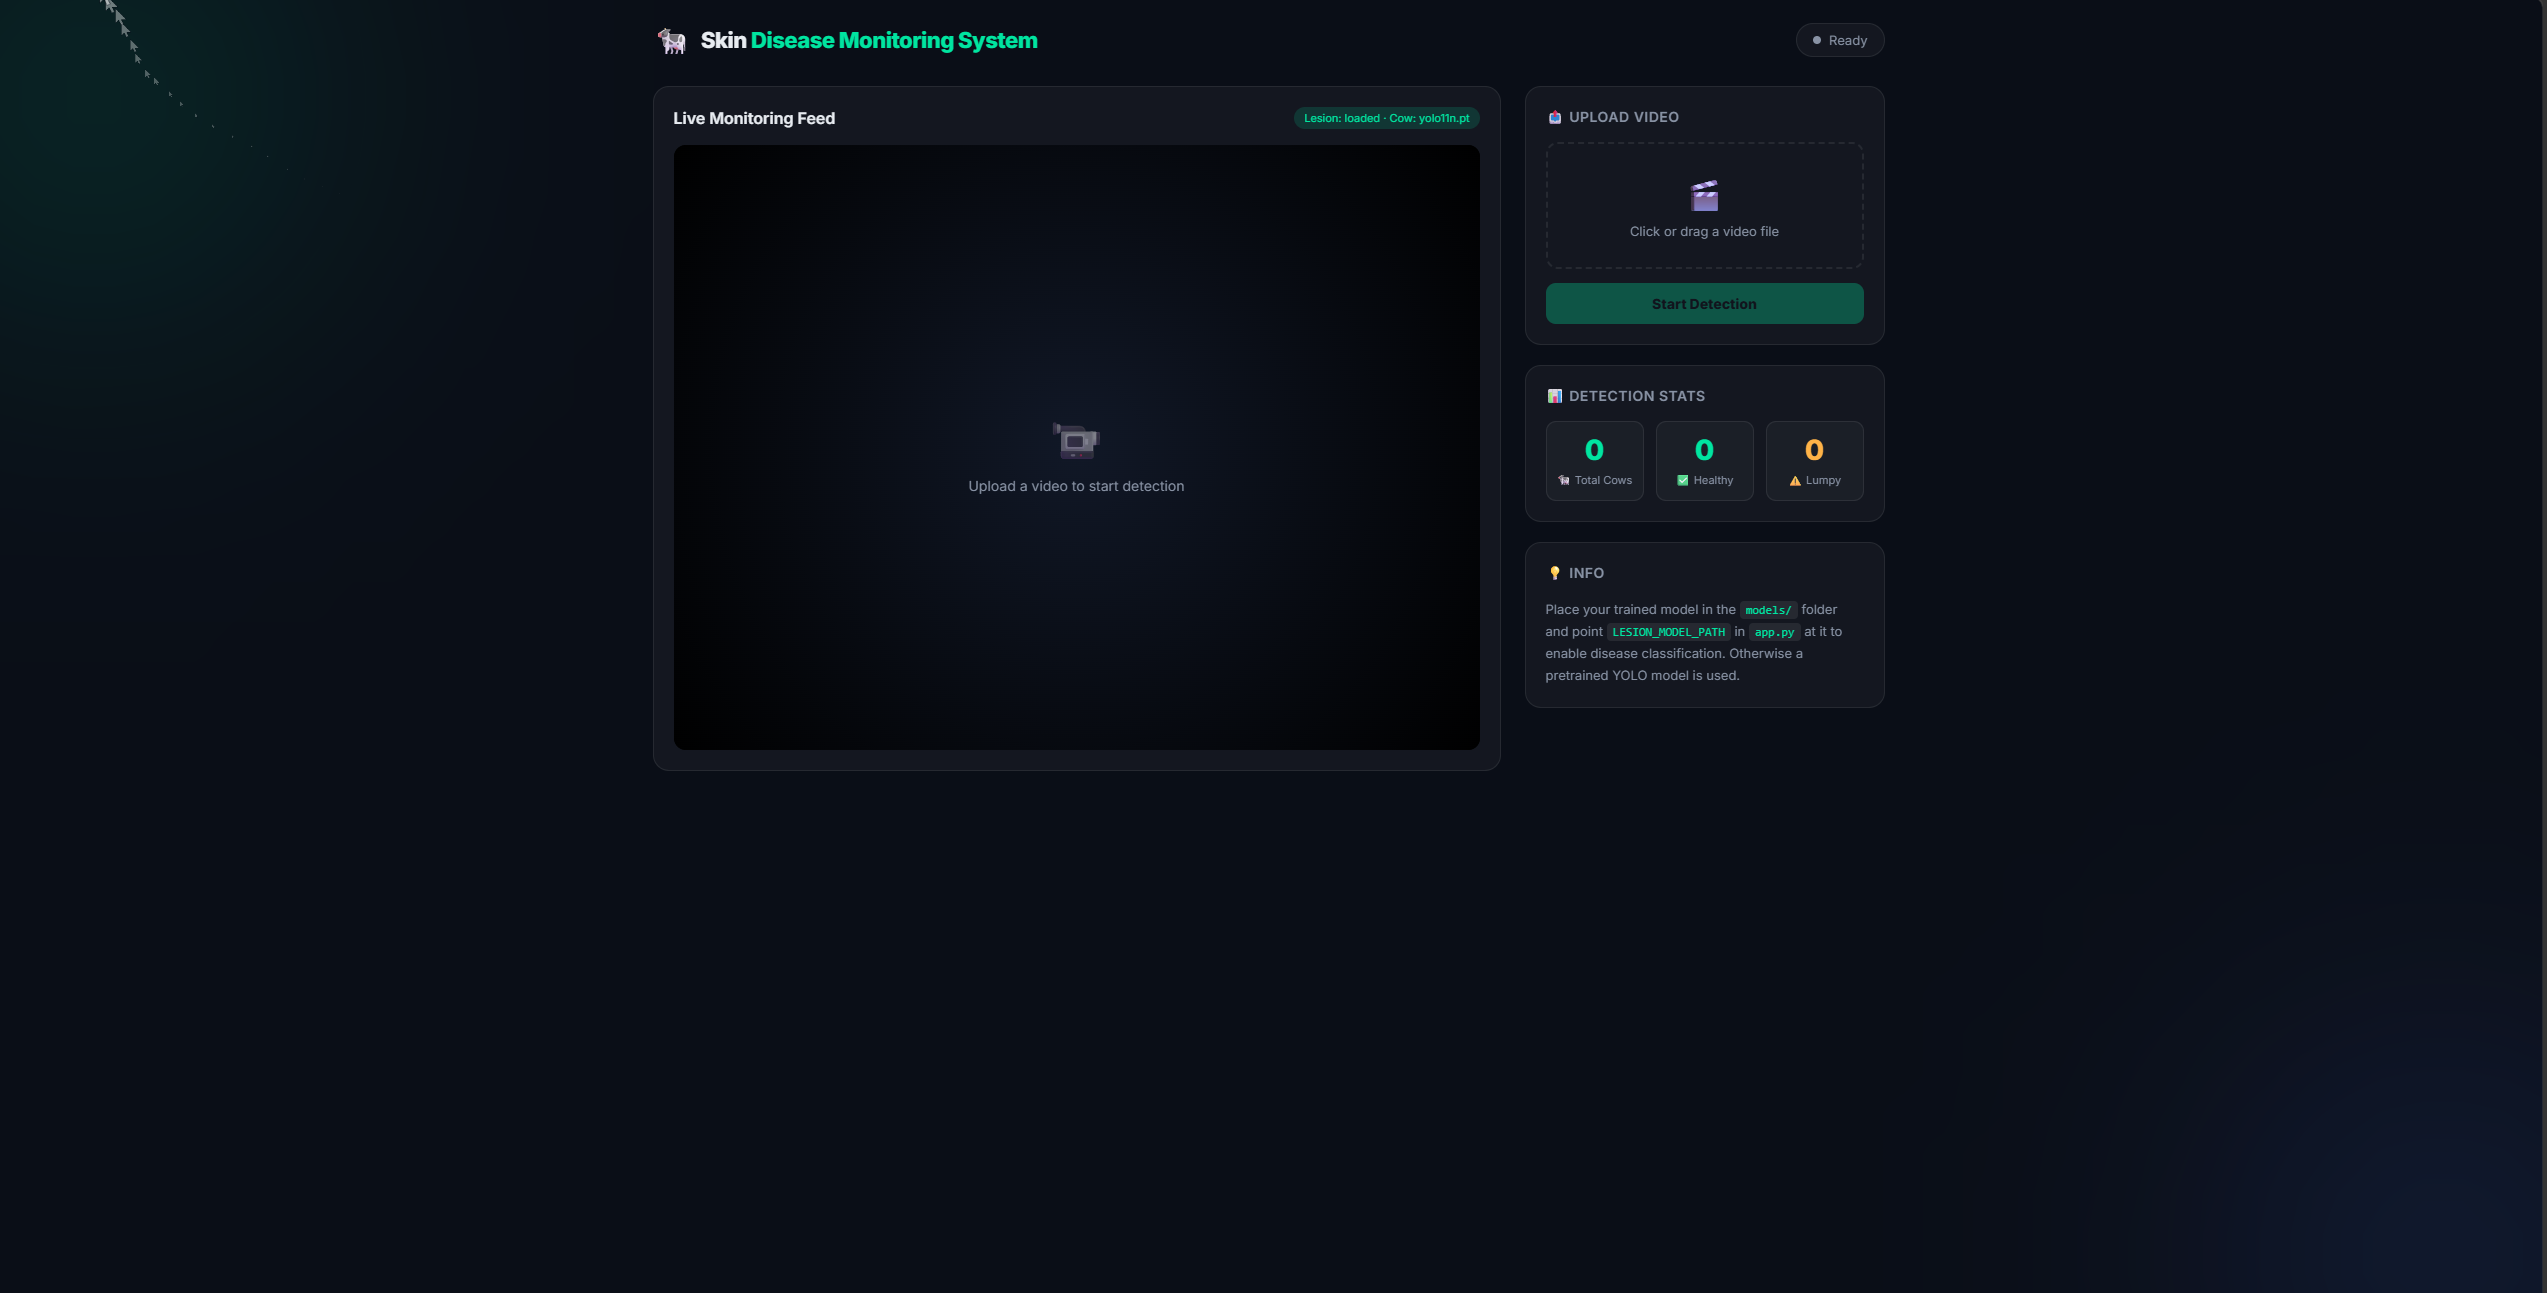 Skin Disease Monitoring System
Ready
Live Monitoring Feed
Lesion: loaded · Cow: yolo11n.pt
Upload a video to start detection
UPLOAD VIDEO
Click or drag a video file
Start Detection
DETECTION STATS
0
Total Cows
0
Healthy
0
Lumpy
INFO
Place your trained model in the models/ folder
and point LESION_MODEL_PATH in app.py at it to
enable disease classification. Otherwise a
pretrained YOLO model is used.